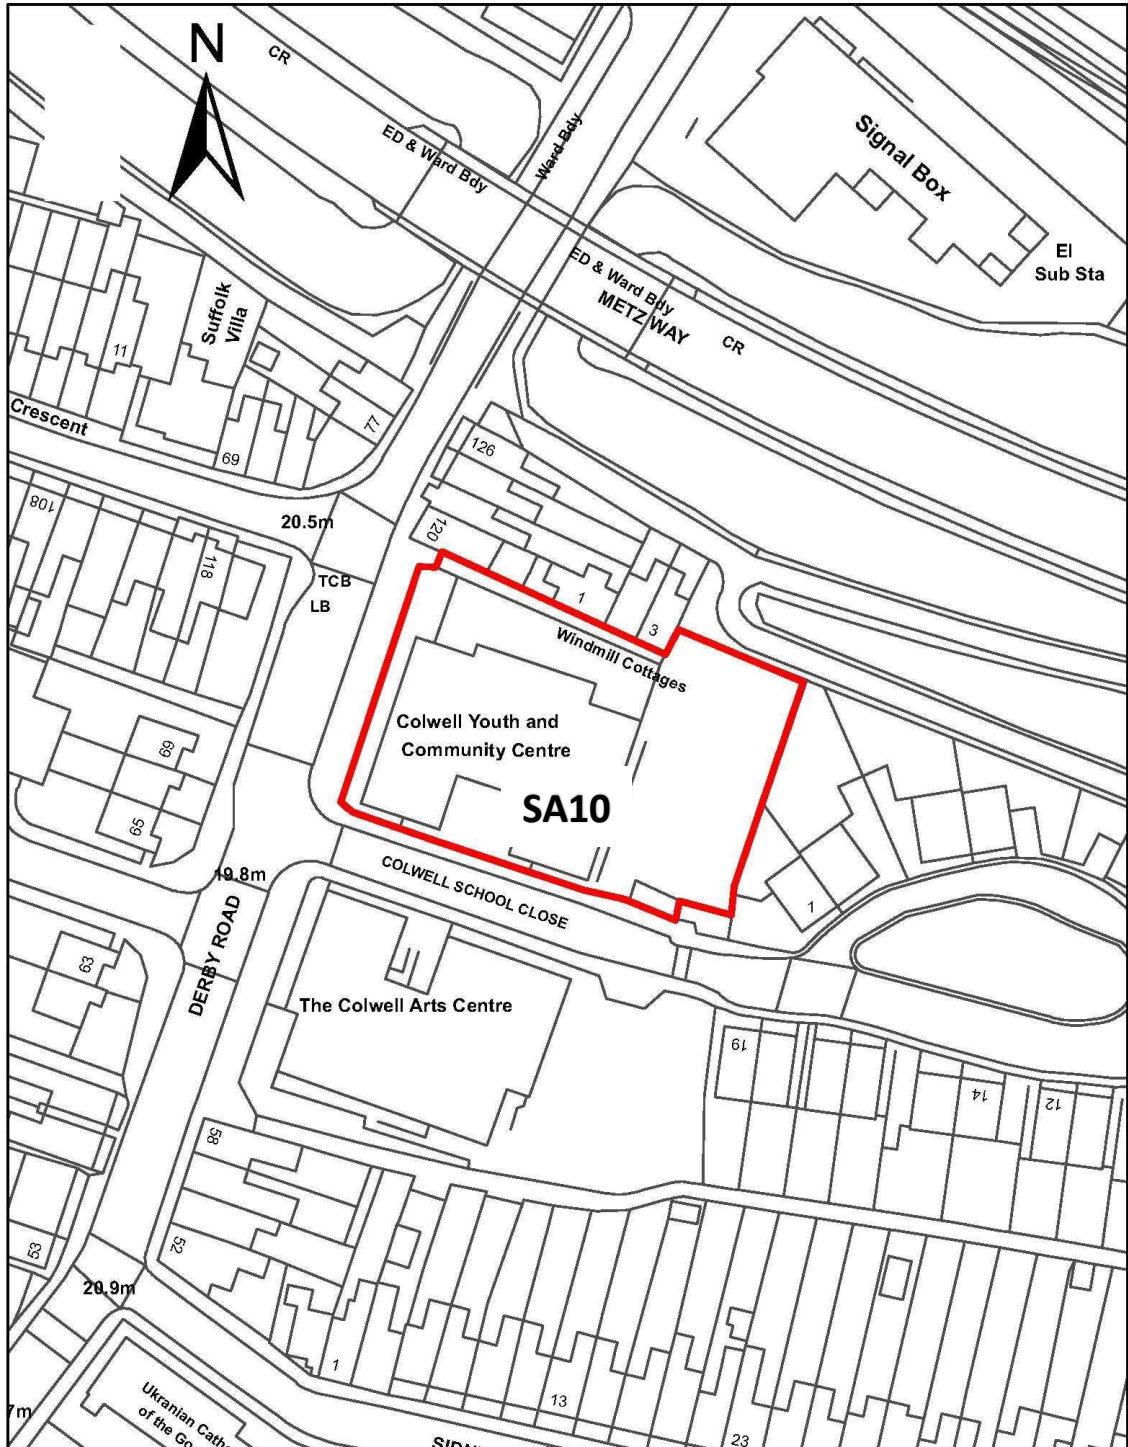 N
CR
ED & Ward Bdy
Ward Bdy
Signal Box
El
Sub Sta
ED & Ward Bdy
METZ WAY
CR
Suffolk
Villa
11
Crescent
69
77
126
120
108
118
20.5m
TCB
LB
1
3
Windmill Cottages
Colwell Youth and
Community Centre
SA10
69
65
19.8m
COLWELL SCHOOL CLOSE
1
63
DERBY ROAD
The Colwell Arts Centre
19
14
12
58
52
53
20.9m
1
13
23
Ukranian
of the